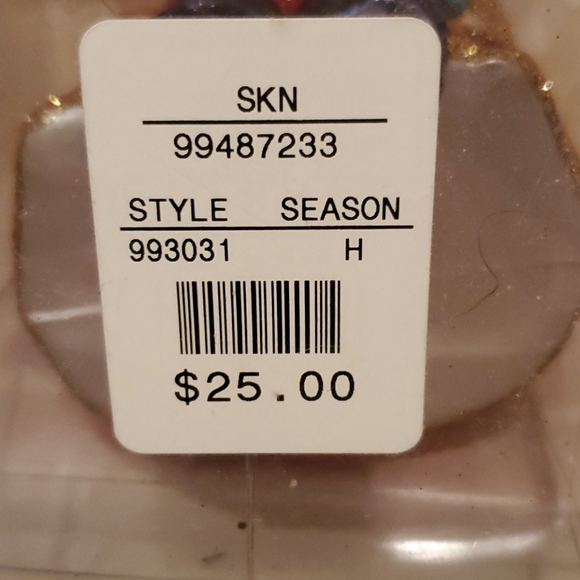 SKN
99487233
STYLE SEASON
993031 H
$25.00